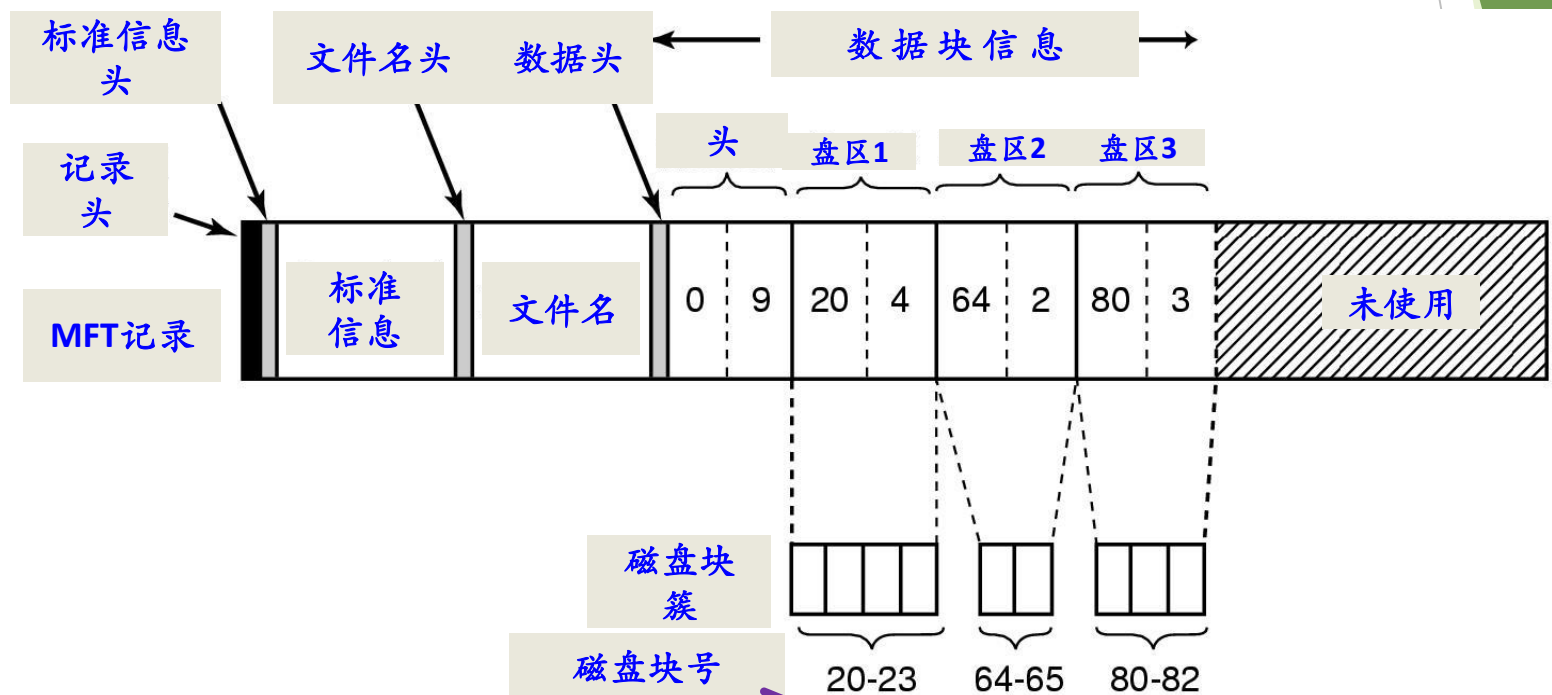 标准信息
头
文件名头
数据头
数据块信息
头
盘区1
盘区2
盘区3
记录
头
MFT记录
标准
信息
文件名
0 9 20 4 64 2 80 3
未使用
磁盘块
簇
磁盘块号
20-23
64-65
80-82